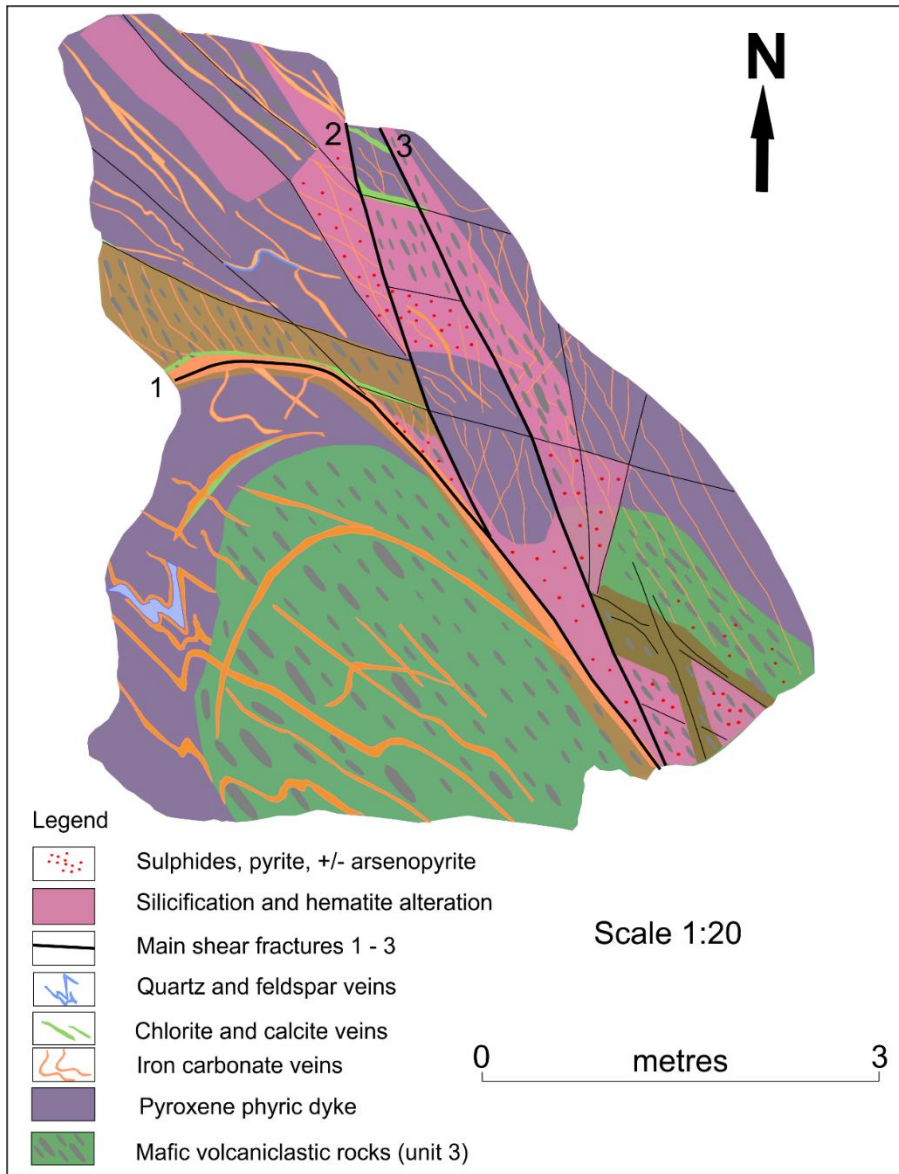 N
2
3
1
Legend
Sulphides, pyrite, +/- arsenopyrite
Silicification and hematite alteration
Main shear fractures 1 - 3
Quartz and feldspar veins
Chlorite and calcite veins
Iron carbonate veins
Pyroxene phyric dyke
Mafic volcaniclastic rocks (unit 3)
Scale 1:20
0 metres 3